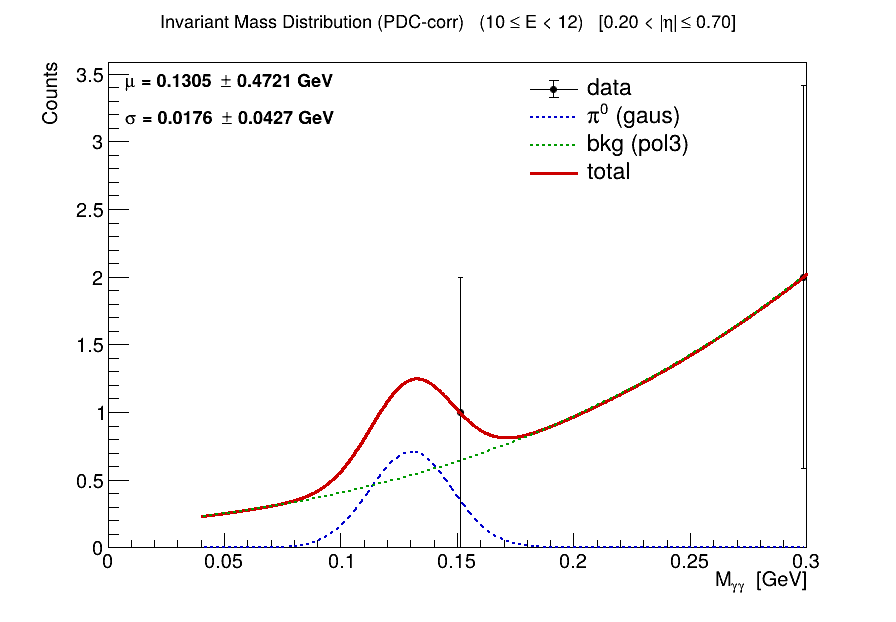 Invariant Mass Distribution (PDC-corr) (10 ≤ E < 12) [0.20 < |η| ≤ 0.70]
Counts
μ = 0.1305 ± 0.4721 GeV
σ = 0.0176 ± 0.0427 GeV
data
π⁰ (gaus)
bkg (pol3)
total
3.5
3
2.5
2
1.5
1
0.5
0
0 0.05 0.1 0.15 0.2 0.25 0.3
M_γγ [GeV]